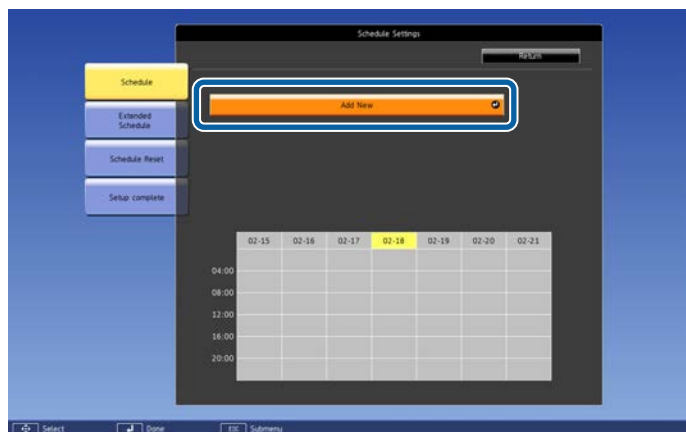 Schedule Settings
Return
Schedule
Add New
Extended
Schedule
Schedule Reset
Setup complete
02-15 02-16 02-17 02-18 02-19 02-20 02-21
04:00
08:00
12:00
16:00
20:00
Select Done ESC Submenu